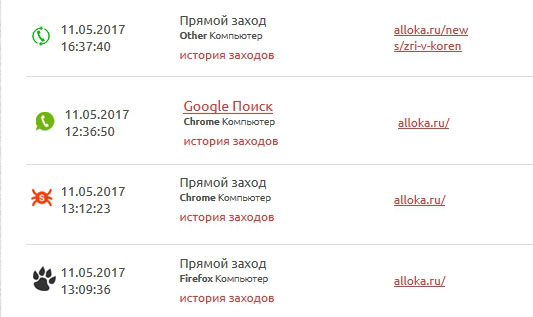 11.05.2017
16:37:40
Прямой заход
Other Компьютер
история заходов
alloka.ru/new
s/zri-v-koren
11.05.2017
12:36:50
Google Поиск
Chrome Компьютер
история заходов
alloka.ru/
11.05.2017
13:12:23
Прямой заход
Chrome Компьютер
история заходов
alloka.ru/
11.05.2017
13:09:36
Прямой заход
Firefox Компьютер
история заходов
alloka.ru/